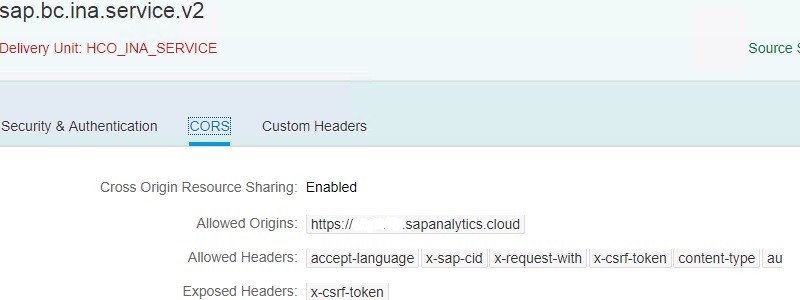 sap.bc.ina.service.v2
Delivery Unit: HCO_INA_SERVICE
Source S
Security & Authentication CORS Custom Headers
Cross Origin Resource Sharing: Enabled
Allowed Origins: https:// .sapanalytics.cloud
Allowed Headers: accept-language x-sap-cid x-request-with x-csrf-token content-type au
Exposed Headers: x-csrf-token